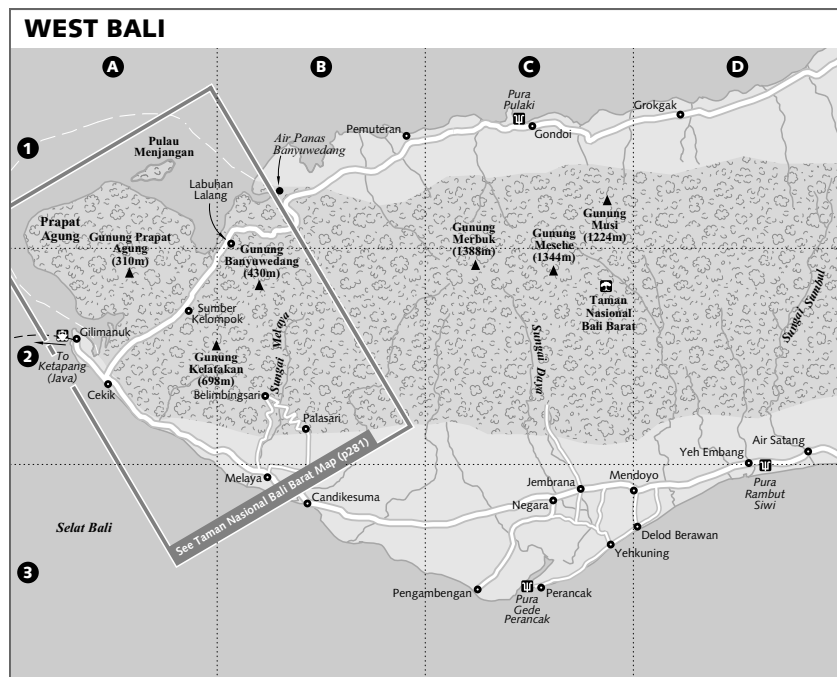 WEST BALI
A
B
C
D
1
2
3
Pura
Pulaki
Grokgak
Gondoi
Pemuteran
Air Panas
Banyuwedang
Pulau
Menjangan
Labuhan
Lalang
Prapat
Agung
Gunung Prapat
Agung
(310m)
Gunung
Banyuwedang
(430m)
Gunung
Merbuk
(1388m)
Gunung
Mesehe
(1344m)
Gunung
Musi
(1224m)
Taman
Nasional
Bali Barat
Sungai Sumbul
Sumber
Kelompok
Gilimanuk
To
Ketapang
(Java)
Cekik
Gunung
Kelatakan
(698m)
Sungai Melaya
Sungai Daya
Belimbingsari
Palasari
Melaya
Candikesuma
See Taman Nasional Bali Barat Map (p281)
Selat Bali
Jembrana
Negara
Mendoyo
Yeh Embang
Air Satang
Pura
Rambut
Siwi
Delod Berawan
Yehkuning
Pengambengan
Perancak
Pura
Gede
Perancak